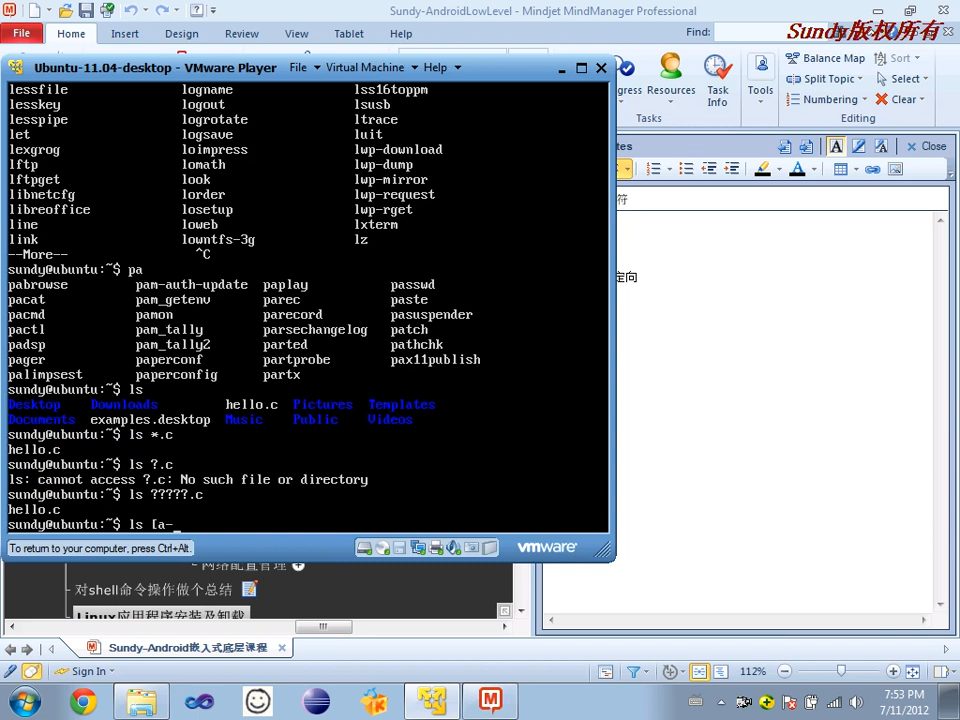 Sundy-AndroidLowLevel - Mindjet MindManager Professional
Sundy版权所有
File Home Insert Design Review View Tablet Help Find:
Ubuntu-11.04-desktop - VMware Player File Virtual Machine Help
Balance Map Sort
Split Topic Select
Numbering Clear
gress Resources Task Info Tools
Tasks Editing
tes Close
符
定向
lessfile logname lss16toppm
lesskey logout lsusb
lesspipe logrotate ltrace
let logsave luit
lexgrog loimpress lwp-download
lftp lomath lwp-dump
lftpget look lwp-mirror
libnetcfg lorder lwp-request
libreoffice losetup lwp-rget
line loweb lxterm
link lowntfs-3g lz
--More-- ^C
sundy@ubuntu:~$ pa
pabrowse pam-auth-update paplay passwd
pacat pam_getenv parec paste
pacmd pamon parecord pasuspender
pactl pam_tally parsechangelog patch
padsp pam_tally2 parted pathchk
pager paperconf partprobe pax11publish
palimpsest paperconfig partx
sundy@ubuntu:~$ ls
Desktop Downloads hello.c Pictures Templates
Documents examples.desktop Music Public Videos
sundy@ubuntu:~$ ls *.c
hello.c
sundy@ubuntu:~$ ls ?.c
ls: cannot access ?.c: No such file or directory
sundy@ubuntu:~$ ls ?????.c
hello.c
sundy@ubuntu:~$ ls [a-_
To return to your computer, press Ctrl+Alt.
vmware
网络配置管理
对shell命令操作做个总结
Linux应用程序安装及卸载
Sundy-Android嵌入式底层课程
Sign In 112%
7:53 PM
7/11/2012